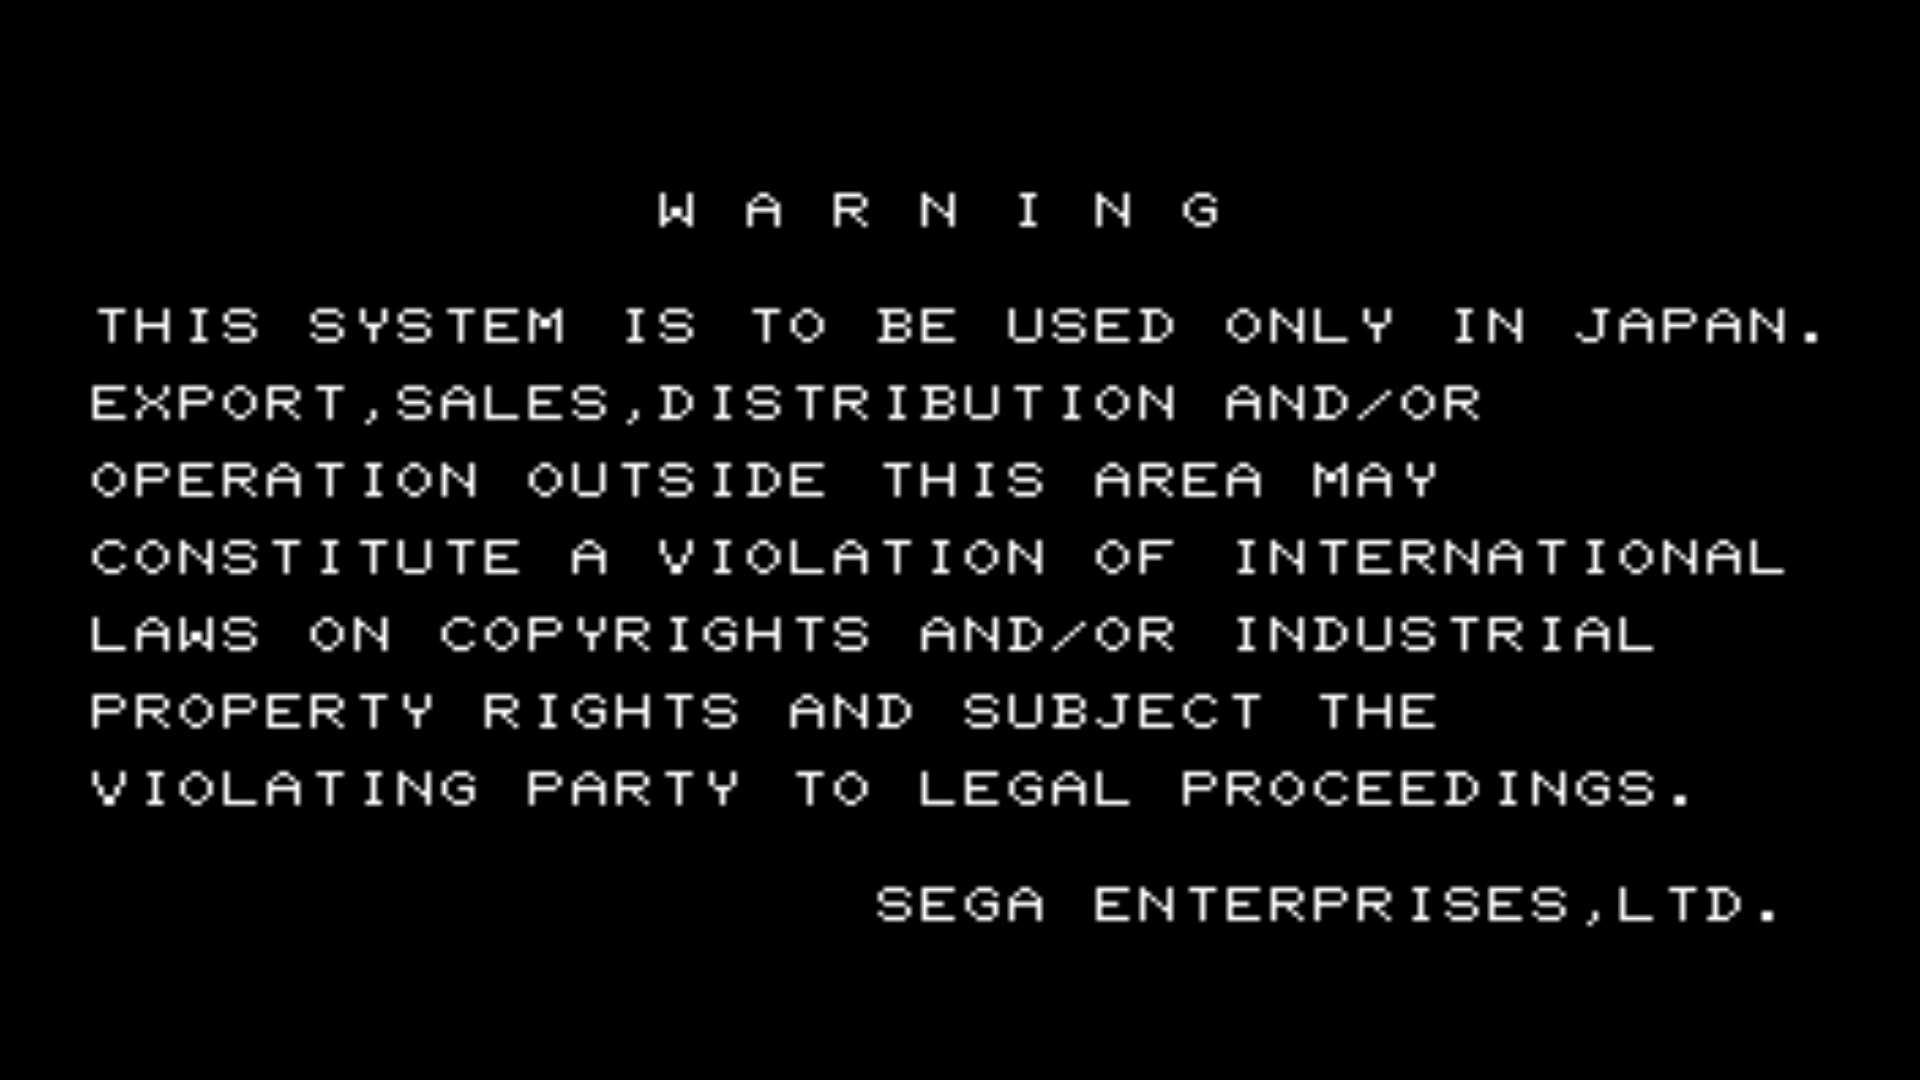 W A R N I N G
THIS SYSTEM IS TO BE USED ONLY IN JAPAN.
EXPORT,SALES,DISTRIBUTION AND/OR
OPERATION OUTSIDE THIS AREA MAY
CONSTITUTE A VIOLATION OF INTERNATIONAL
LAWS ON COPYRIGHTS AND/OR INDUSTRIAL
PROPERTY RIGHTS AND SUBJECT THE
VIOLATING PARTY TO LEGAL PROCEEDINGS.
SEGA ENTERPRISES,LTD.